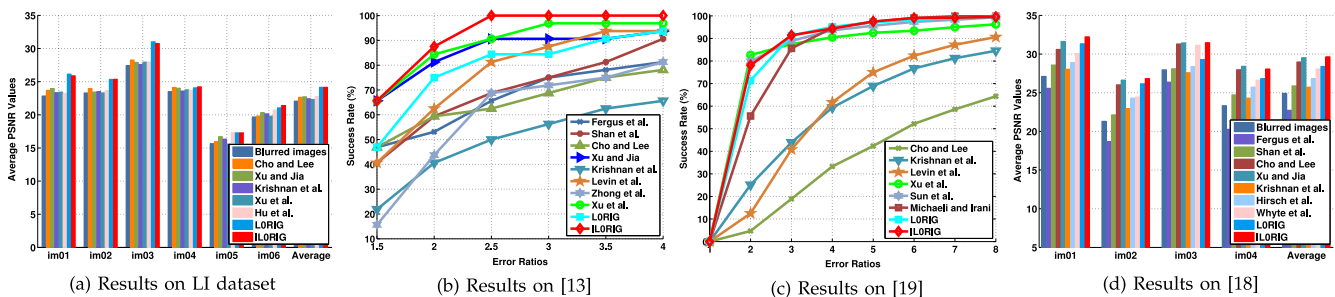 Average PSNR Values
35
30
25
20
15
10
5
0
im01 im02 im03 im04 im05 im06 Average
Blurred images
Cho and Lee
Xu and Jia
Krishnan et al.
Xu et al.
Hu et al.
L0RIG
IL0RIG
(a) Results on LI dataset
Success Rate (%)
100
90
80
70
60
50
40
30
20
10
1.5 2 2.5 3 3.5 4
Error Ratios
Fergus et al.
Shan et al.
Cho and Lee
Xu and Jia
Krishnan et al.
Levin et al.
Zhong et al.
Xu et al.
L0RIG
IL0RIG
(b) Results on [13]
Success Rate (%)
100
90
80
70
60
50
40
30
20
10
0
1 2 3 4 5 6 7 8
Error Ratios
Cho and Lee
Krishnan et al.
Levin et al.
Xu et al.
Sun et al.
Michaeli and Irani
L0RIG
IL0RIG
(c) Results on [19]
Average PSNR Values
35
30
25
20
15
10
5
im01 im02 im03 im04 Average
Blurred images
Fergus et al.
Shan et al.
Cho and Lee
Xu and Jia
Krishnan et al.
Hirsch et al.
Whyte et al.
L0RIG
IL0RIG
(d) Results on [18]